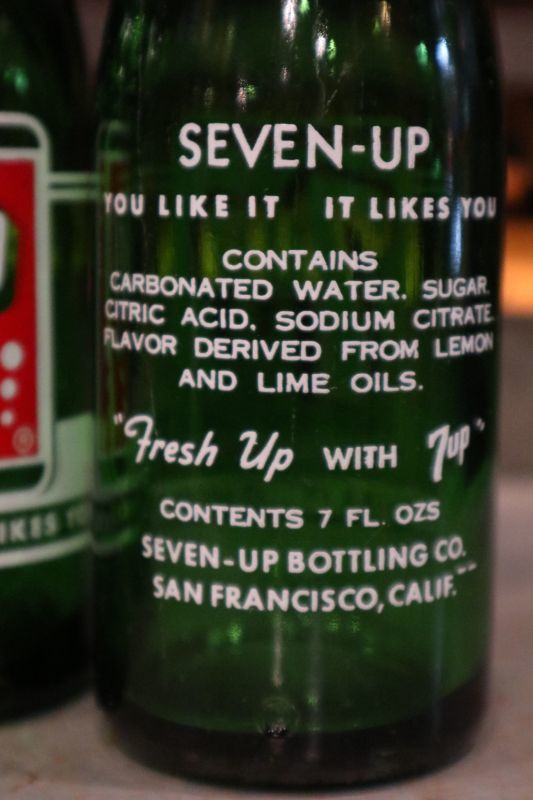 SEVEN-UP
YOU LIKE IT IT LIKES YOU
CONTAINS
CARBONATED WATER. SUGAR.
CITRIC ACID. SODIUM CITRATE.
FLAVOR DERIVED FROM LEMON
AND LIME OILS.
"Fresh Up WITH 7up"
CONTENTS 7 FL. OZS
SEVEN-UP BOTTLING CO.
SAN FRANCISCO, CALIF.